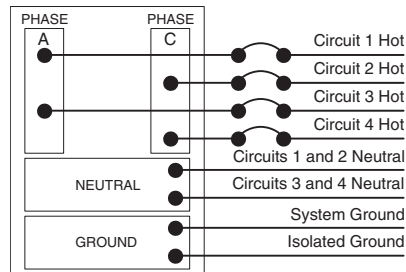 PHASE PHASE
A C
Circuit 1 Hot
Circuit 2 Hot
Circuit 3 Hot
Circuit 4 Hot
Circuits 1 and 2 Neutral
NEUTRAL
Circuits 3 and 4 Neutral
System Ground
GROUND
Isolated Ground